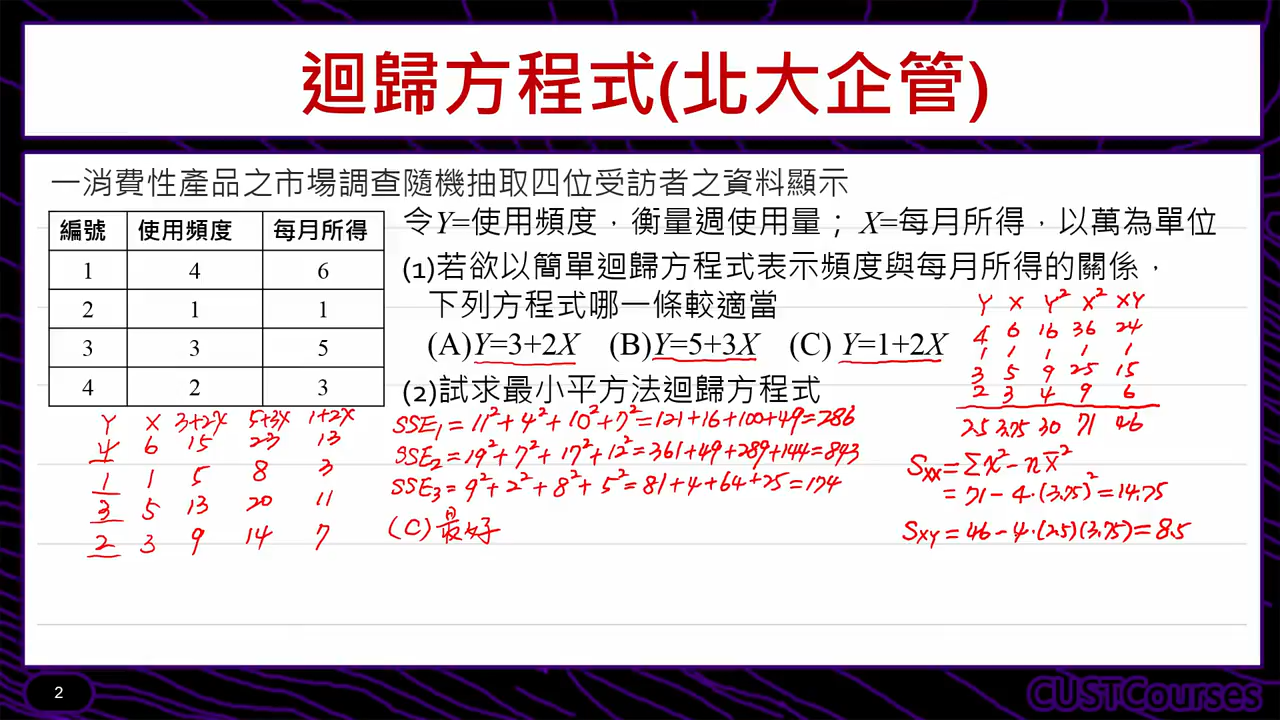 迴歸方程式(北大企管)
一消費性產品之市場調查隨機抽取四位受訪者之資料顯示
編號 使用頻度 每月所得
1 4 6
2 1 1
3 3 5
4 2 3
令Y=使用頻度，衡量週使用量； X=每月所得，以萬為單位
(1)若欲以簡單迴歸方程式表示頻度與每月所得的關係，
下列方程式哪一條較適當
(A)Y=3+2X (B)Y=5+3X (C) Y=1+2X
(2)試求最小平方法迴歸方程式
Y X Y² X² XY
4 6 16 36 24
1 1 1 1 1
3 5 9 25 15
2 3 4 9 6
2.5 3.75 30 71 46
Y X 3+2X 5+3X 1+2X
4 6 15 23 13
1 1 5 8 3
3 5 13 20 11
2 3 9 14 7
SSE₁ = 11²+4²+10²+7²=121+16+100+49=286
SSE₂ = 19²+7²+17²+12²=361+49+289+144=843
SSE₃ = 9²+2²+8²+5²=81+4+64+25=174
(C)最好
Sxx = Σx²-nx̄²
= 71-4·(3.75)²=14.75
Sxy = 46-4·(2.5)(3.75)=8.5
2
CUSTCourses